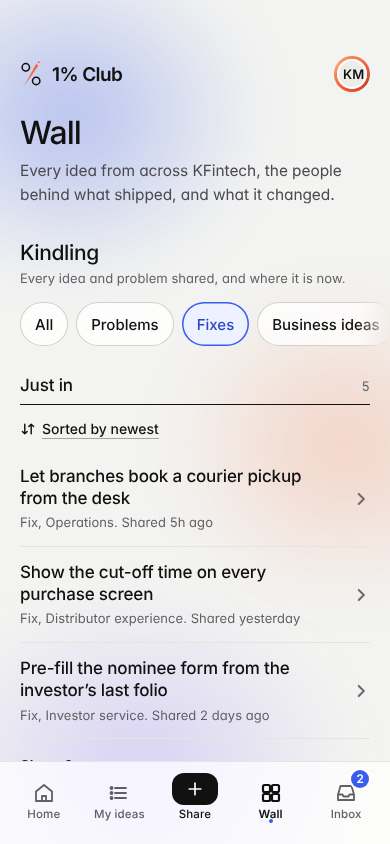 1% Club
KM
Wall
Every idea from across KFintech, the people
behind what shipped, and what it changed.
Kindling
Every idea and problem shared, and where it is now.
All
Problems
Fixes
Business ideas
Just in
5
Sorted by newest
Let branches book a courier pickup
from the desk
Fix, Operations. Shared 5h ago
Show the cut-off time on every
purchase screen
Fix, Distributor experience. Shared yesterday
Pre-fill the nominee form from the
investor’s last folio
Fix, Investor service. Shared 2 days ago
Home
My ideas
Share
Wall
2
Inbox